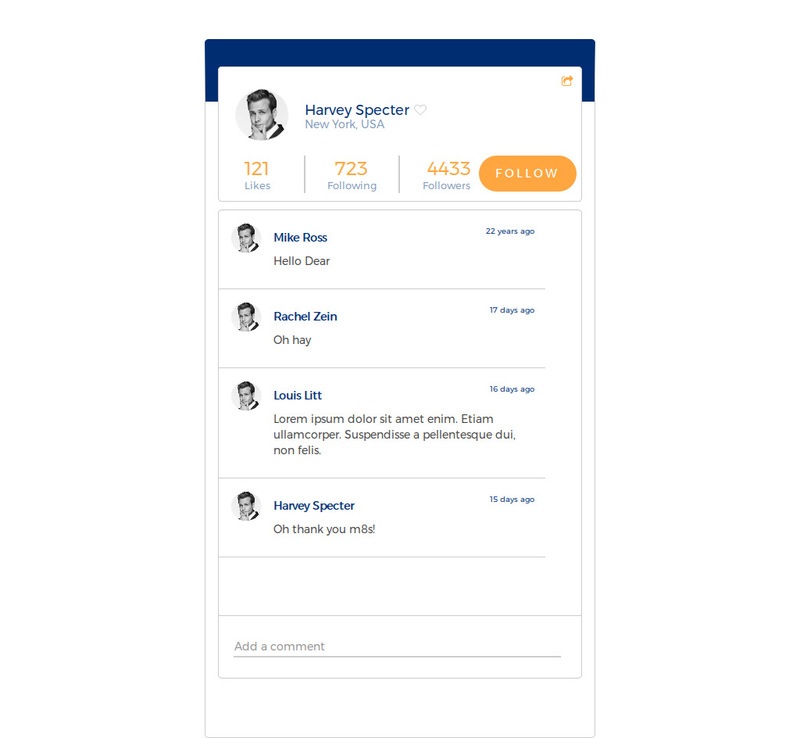 Harvey Specter
New York, USA
121 723 4433 FOLLOW
Likes Following Followers
Mike Ross 22 years ago
Hello Dear
Rachel Zein 17 days ago
Oh hay
Louis Litt 16 days ago
Lorem ipsum dolor sit amet enim. Etiam
ullamcorper. Suspendisse a pellentesque dui,
non felis.
Harvey Specter 15 days ago
Oh thank you m8s!
Add a comment